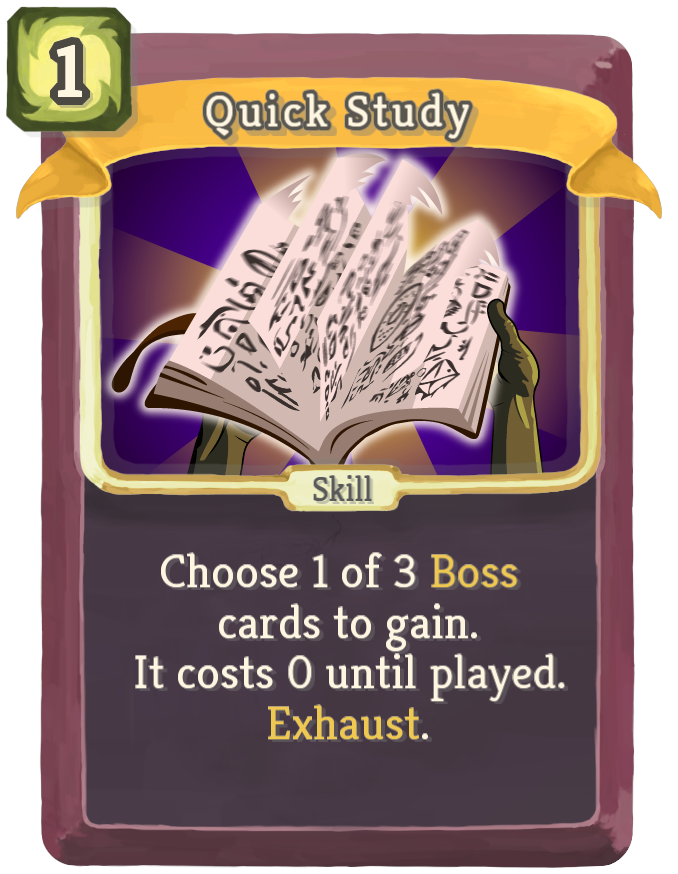 1
Quick Study
Skill
Choose 1 of 3 Boss
cards to gain.
It costs 0 until played.
Exhaust.